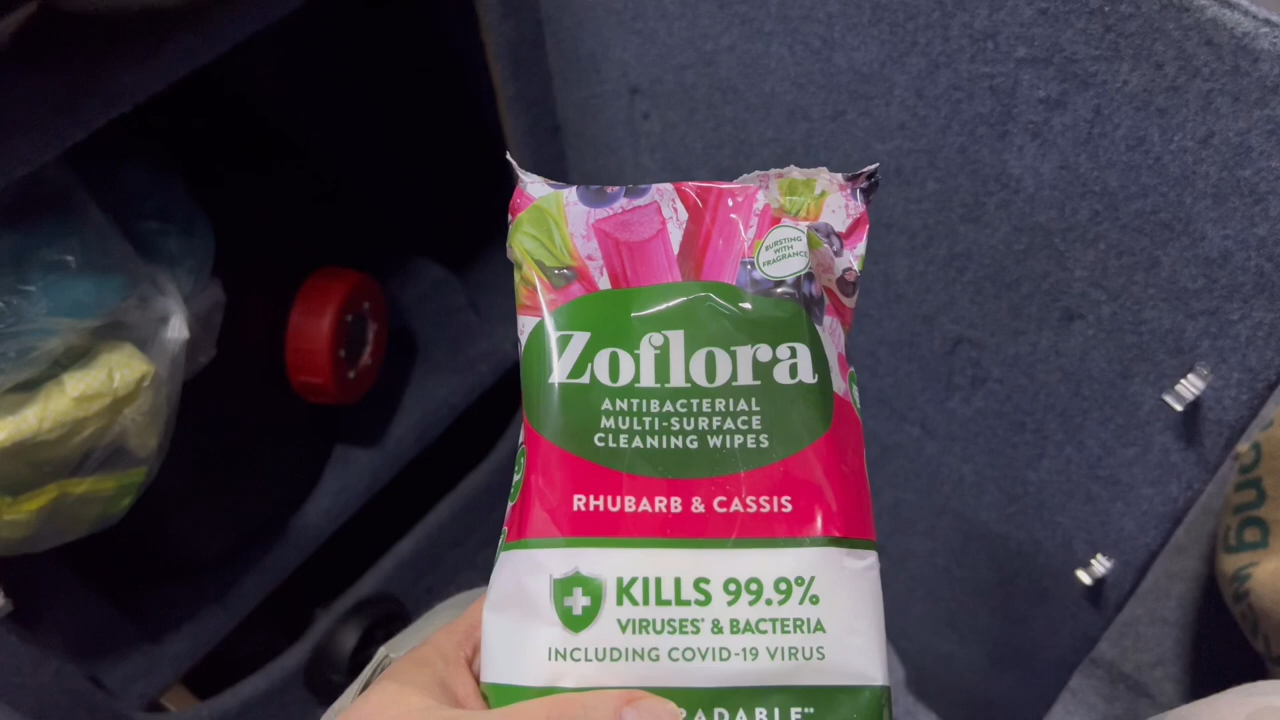 BURSTING
WITH
FRAGRANCE
Zoflora
ANTIBACTERIAL
MULTI-SURFACE
CLEANING WIPES
RHUBARB & CASSIS
KILLS 99.9%
VIRUSES* & BACTERIA
INCLUDING COVID-19 VIRUS